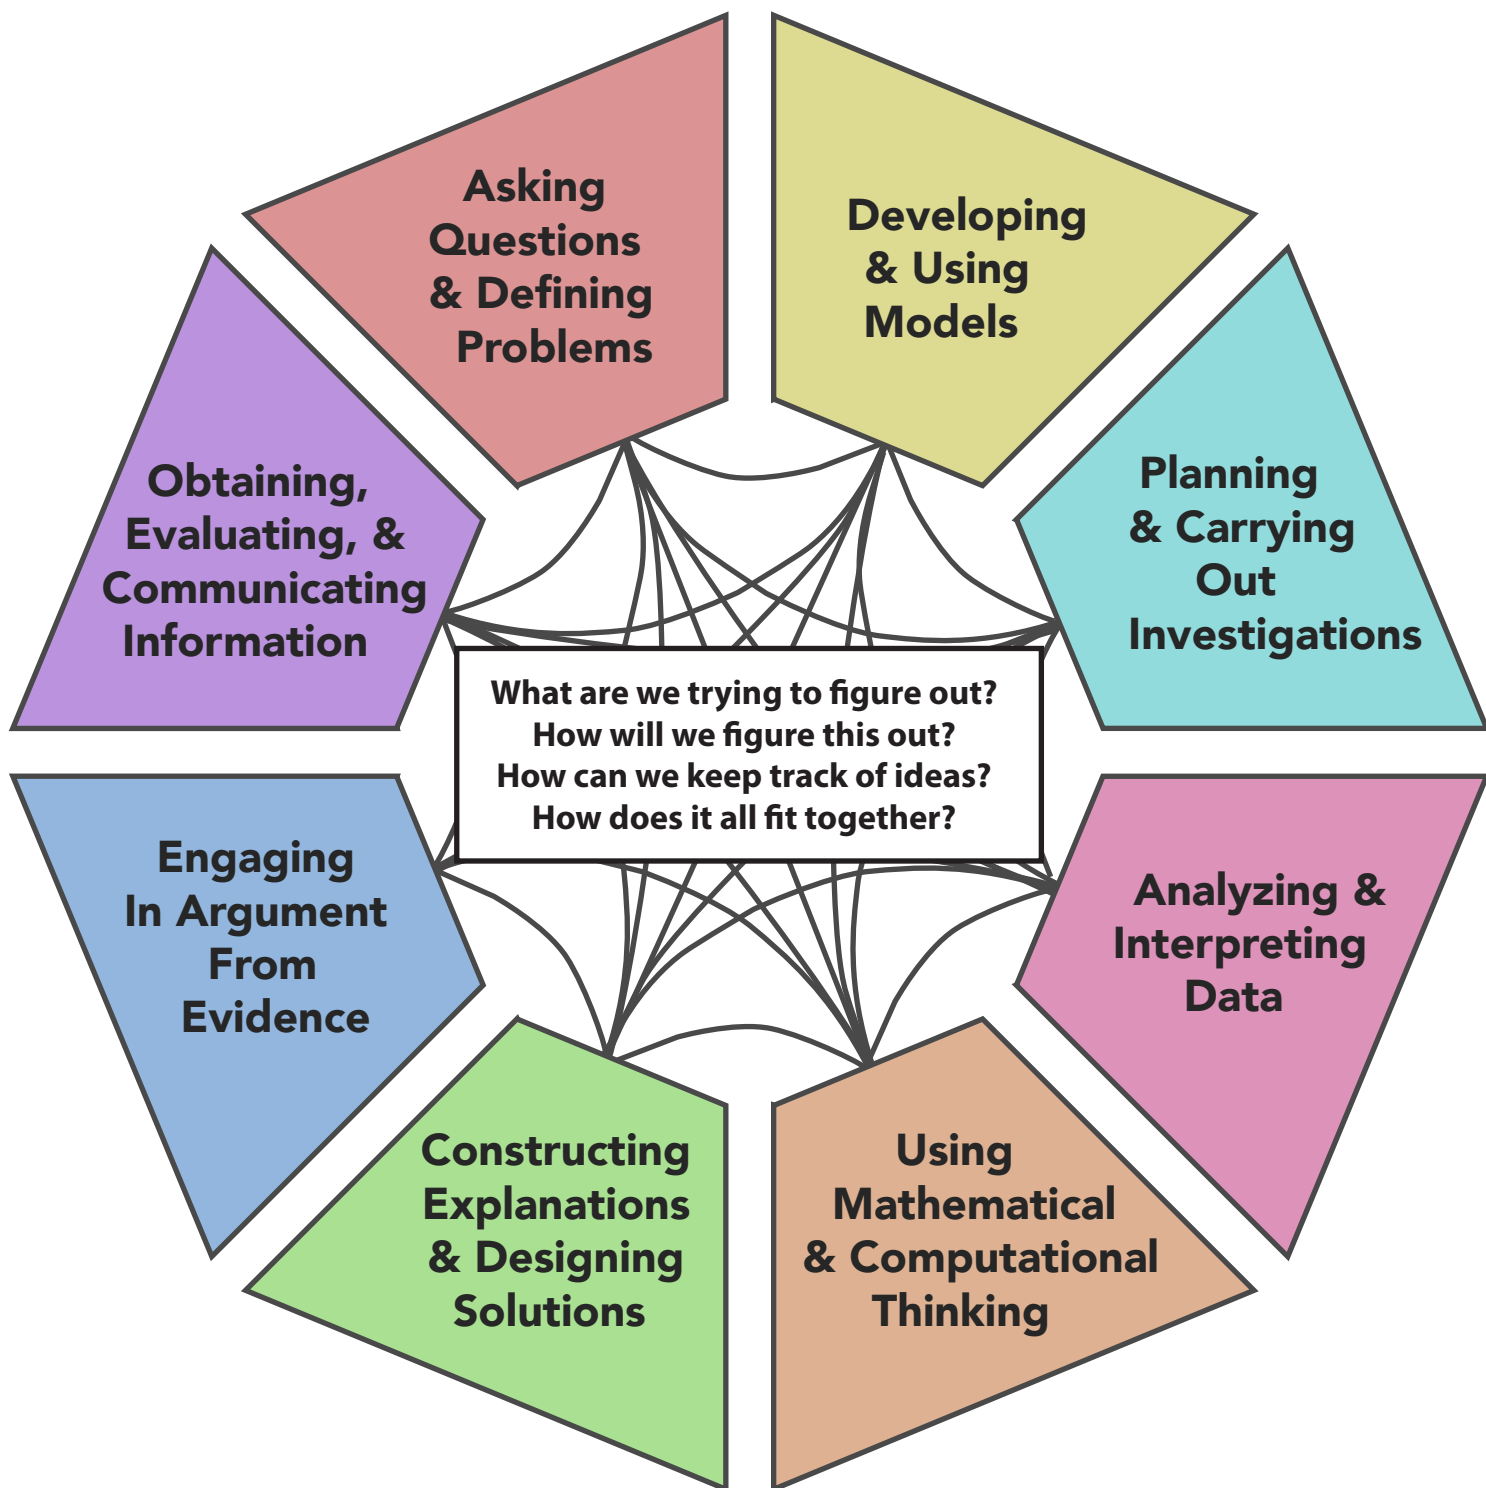 Asking
Questions
& Defining
Problems
Developing
& Using
Models
Planning
& Carrying
Out
Investigations
Analyzing &
Interpreting
Data
Using
Mathematical
& Computational
Thinking
Constructing
Explanations
& Designing
Solutions
Engaging
In Argument
From
Evidence
Obtaining,
Evaluating, &
Communicating
Information
What are we trying to figure out?
How will we figure this out?
How can we keep track of ideas?
How does it all fit together?